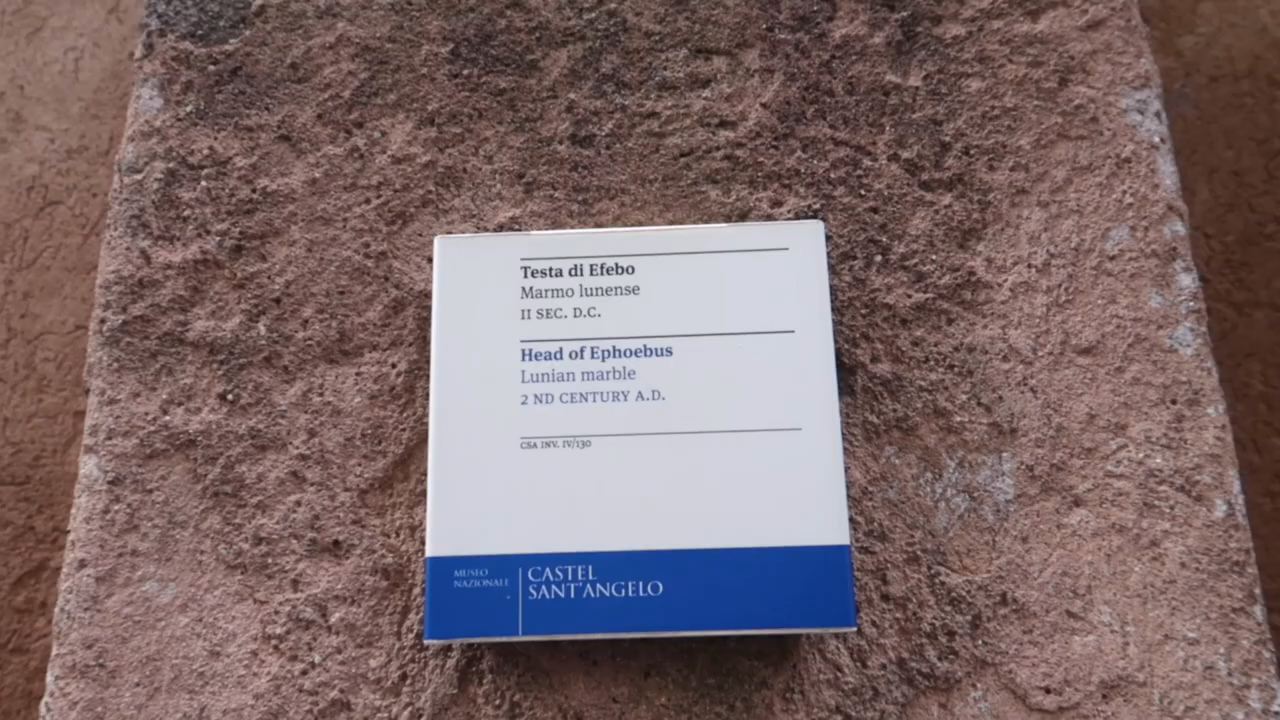 Testa di Efebo
Marmo lunense
II SEC. D.C.
Head of Ephoebus
Lunian marble
2 ND CENTURY A.D.
CSA INV. IV/130
MUSEO
NAZIONALE
CASTEL
SANT'ANGELO